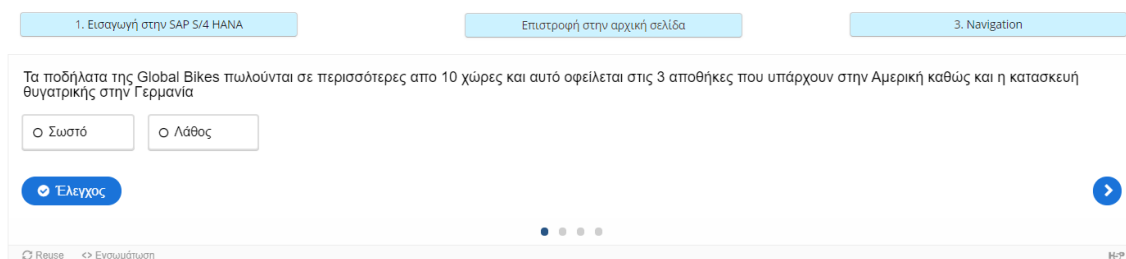 1. Εισαγωγή στην SAP S/4 HANA
Επιστροφή στην αρχική σελίδα
3. Navigation
Τα ποδήλατα της Global Bikes πωλούνται σε περισσότερες απο 10 χώρες και αυτό οφείλεται στις 3 αποθήκες που υπάρχουν στην Αμερική καθώς και η κατασκευή
θυγατρικής στην Γερμανία
Σωστό
Λάθος
Έλεγχος
Reuse
<> Ενσωμάτωση
H-P